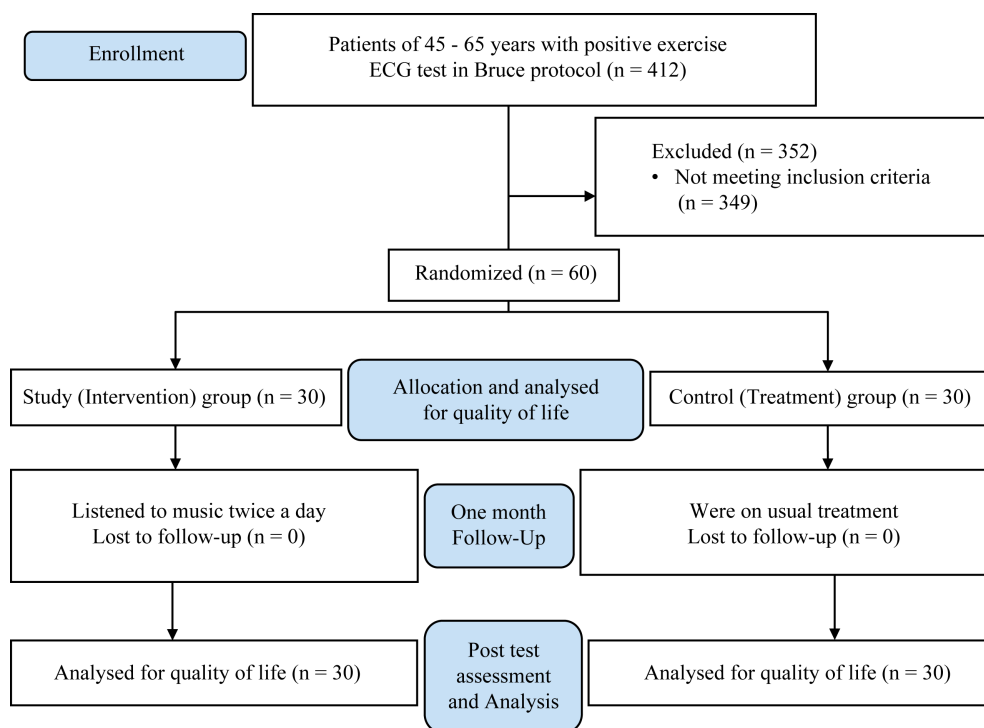 Enrollment
Patients of 45 - 65 years with positive exercise
ECG test in Bruce protocol (n = 412)
Excluded (n = 352)
• Not meeting inclusion criteria
(n = 349)
Randomized (n = 60)
Study (Intervention) group (n = 30)
Allocation and analysed
for quality of life
Control (Treatment) group (n = 30)
Listened to music twice a day
Lost to follow-up (n = 0)
One month
Follow-Up
Were on usual treatment
Lost to follow-up (n = 0)
Analysed for quality of life (n = 30)
Post test
assessment
and Analysis
Analysed for quality of life (n = 30)